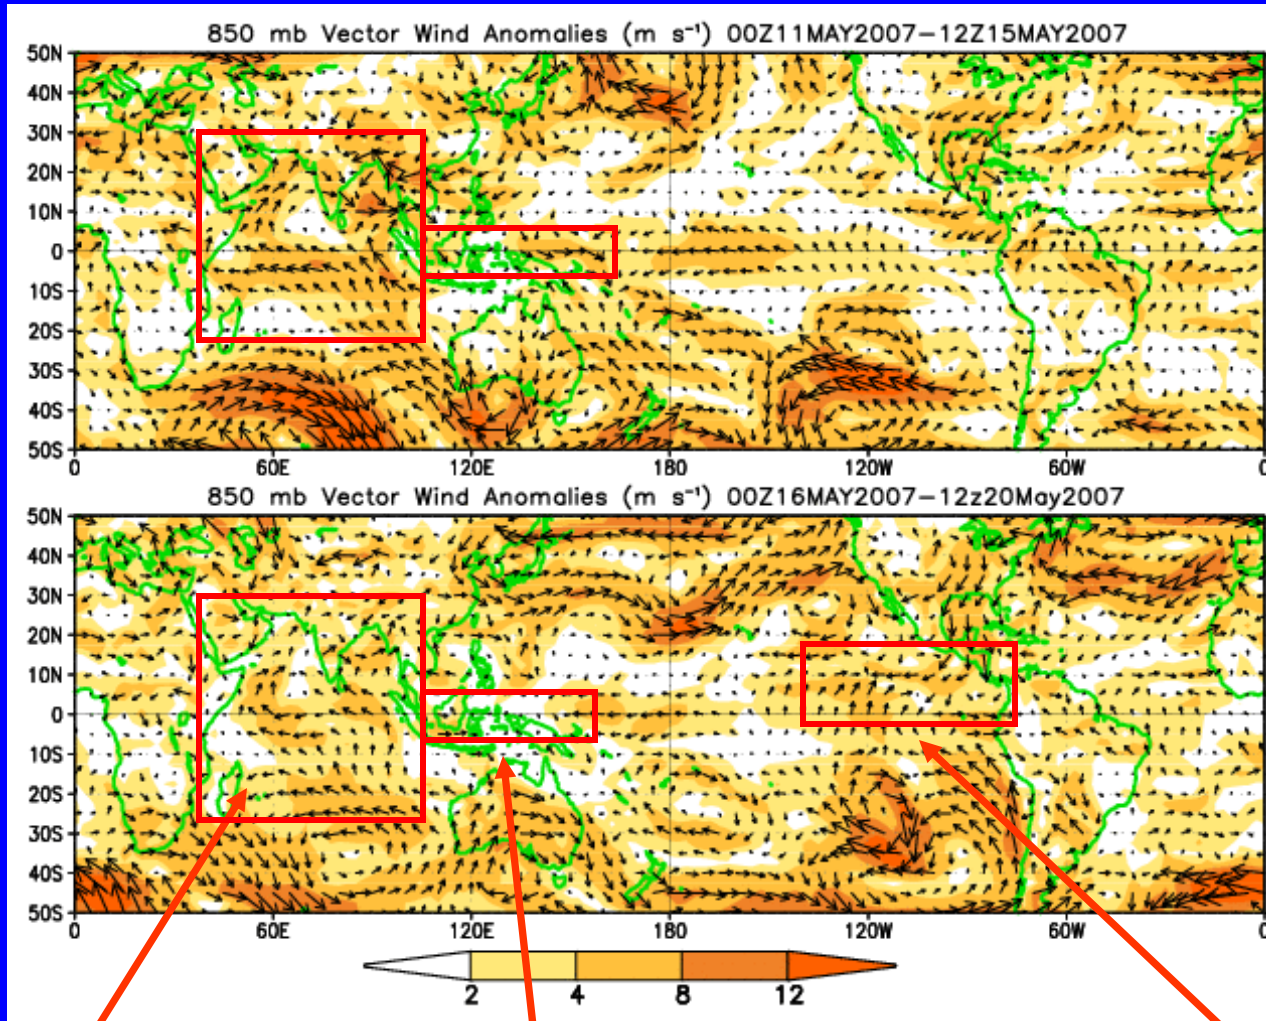 850 mb Vector Wind Anomalies (m s⁻¹) 00Z11MAY2007–12Z15MAY2007
50N
40N
30N
20N
10N
0
10S
20S
30S
40S
50S
0 60E 120E 180 120W 60W 0
850 mb Vector Wind Anomalies (m s⁻¹) 00Z16MAY2007–12z20May2007
50N
40N
30N
20N
10N
0
10S
20S
30S
40S
50S
0 60E 120E 180 120W 60W 0
2 4 8 12